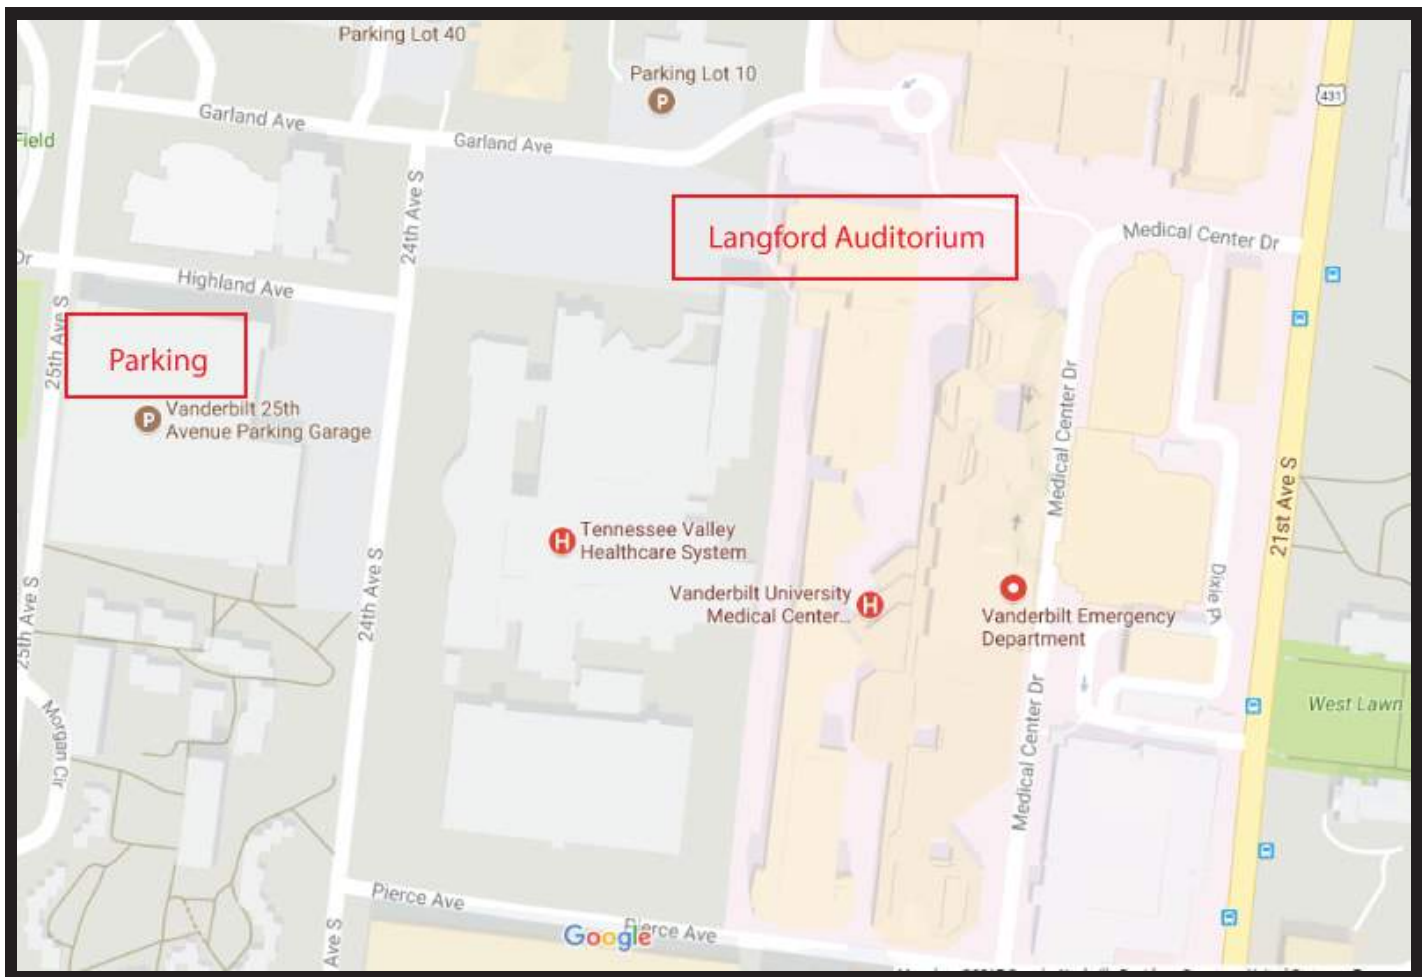 Parking Lot 40
Parking Lot 10
P
431
Garland Ave
Garland Ave
Field
24th Ave S
Langford Auditorium
Medical Center Dr
Dr
Highland Ave
25th Ave S
Parking
P
Vanderbilt 25th
Avenue Parking Garage
Medical Center Dr
21st Ave S
H
Tennessee Valley
Healthcare System
24th Ave S
25th Ave S
Vanderbilt University
Medical Center...
H
Dixie Pl
Vanderbilt Emergency
Department
West Lawn
Morgan Cir
Medical Center Dr
Pierce Ave
Google
Pierce Ave
Ave S